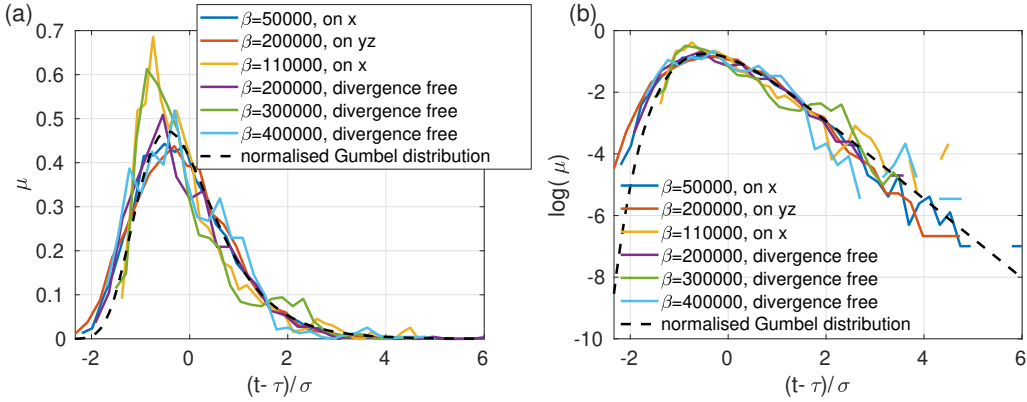 (a)
0.7
0.6
0.5
0.4
0.3
0.2
0.1
0
μ
-2
0
2
4
6
(t- τ)/σ
β=50000, on x
β=200000, on yz
β=110000, on x
β=200000, divergence free
β=300000, divergence free
β=400000, divergence free
normalised Gumbel distribution
(b)
0
-2
-4
-6
-8
-10
log( μ)
-2
0
2
4
6
(t- τ)/σ
β=50000, on x
β=200000, on yz
β=110000, on x
β=200000, divergence free
β=300000, divergence free
β=400000, divergence free
normalised Gumbel distribution